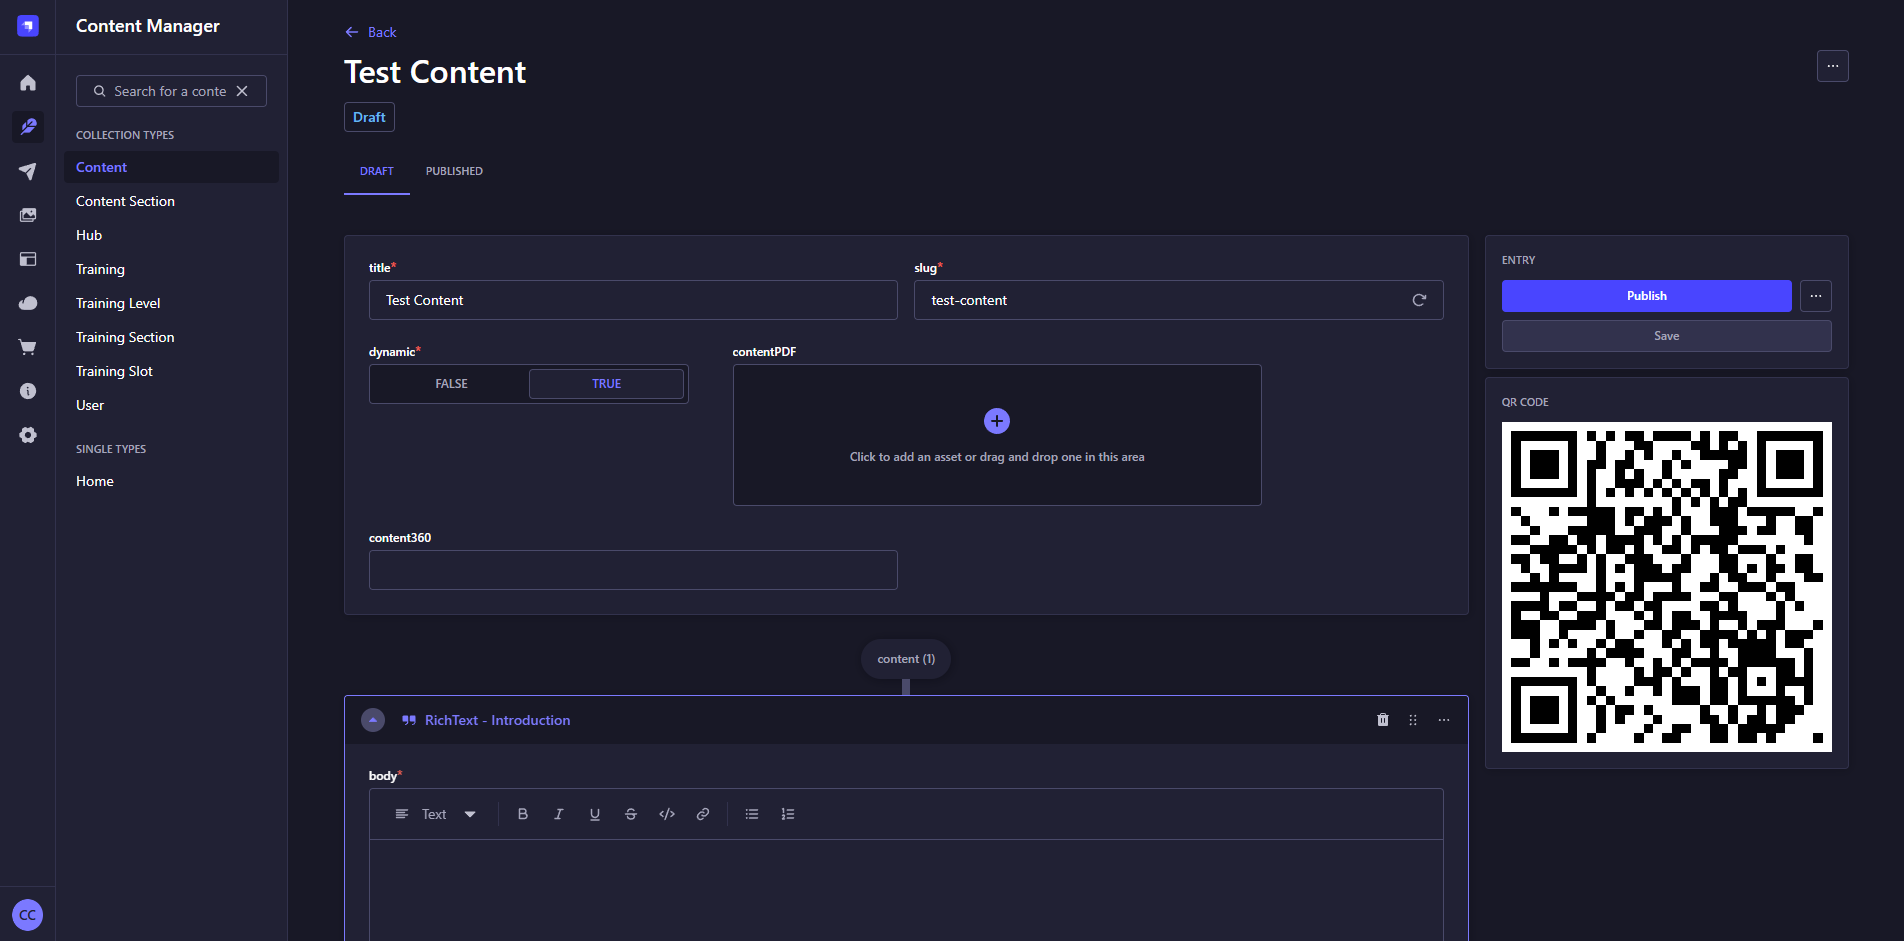 Content Manager
Search for a conte
COLLECTION TYPES
Content
Content Section
Hub
Training
Training Level
Training Section
Training Slot
User
SINGLE TYPES
Home
CC
Back
Test Content
Draft
DRAFT PUBLISHED
title* slug*
Test Content test-content
dynamic* contentPDF
FALSE TRUE
Click to add an asset or drag and drop one in this area
content360
content (1)
RichText - Introduction
body*
Text B I U S
ENTRY
Publish
Save
QR CODE